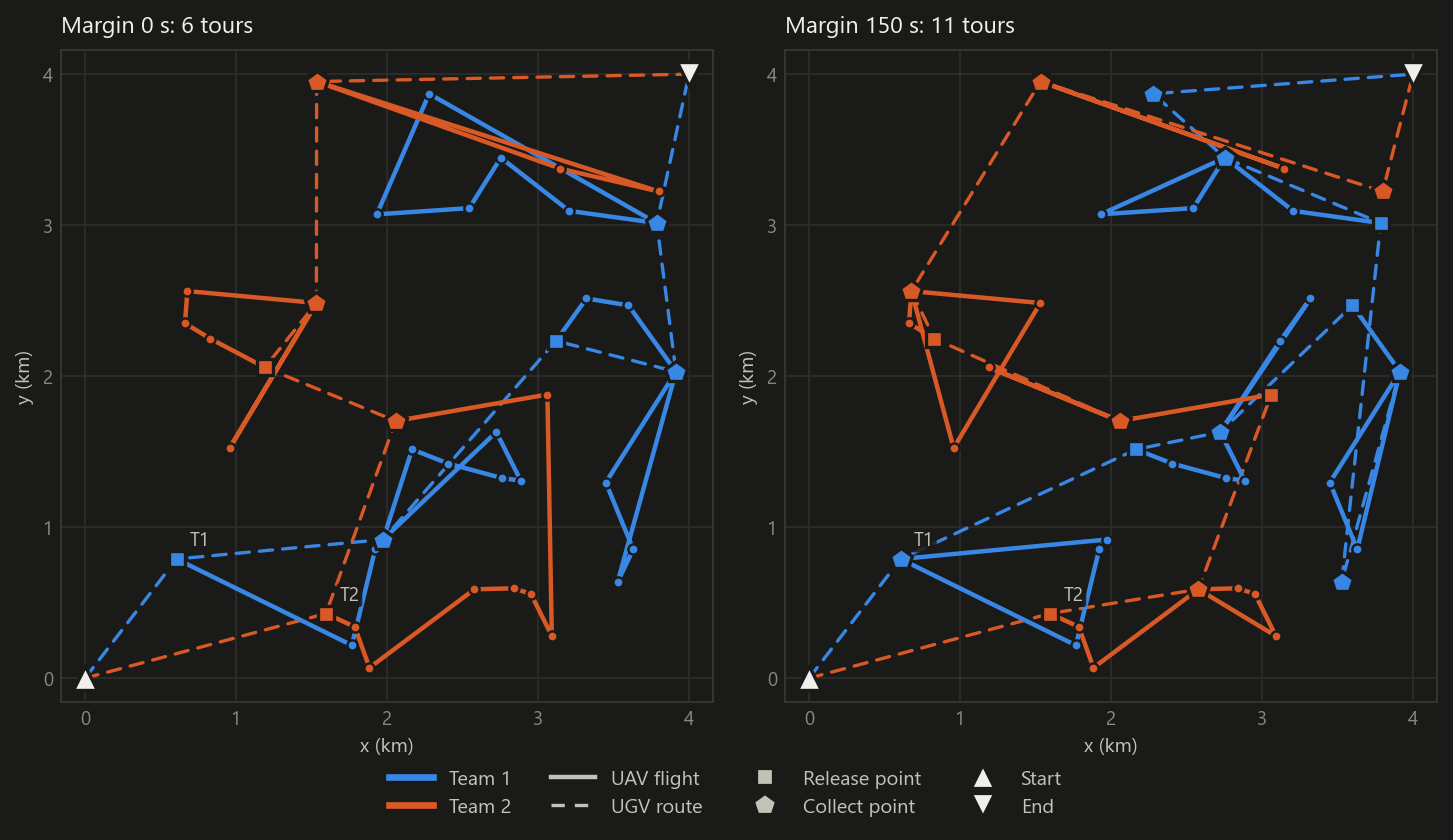 Margin 0 s: 6 tours
Margin 150 s: 11 tours
4
3
2
1
0
y (km)
T1
T2
0 1 2 3 4
x (km)
4
3
2
1
0
y (km)
T1
T2
0 1 2 3 4
x (km)
Team 1 UAV flight Release point Start
Team 2 UGV route Collect point End